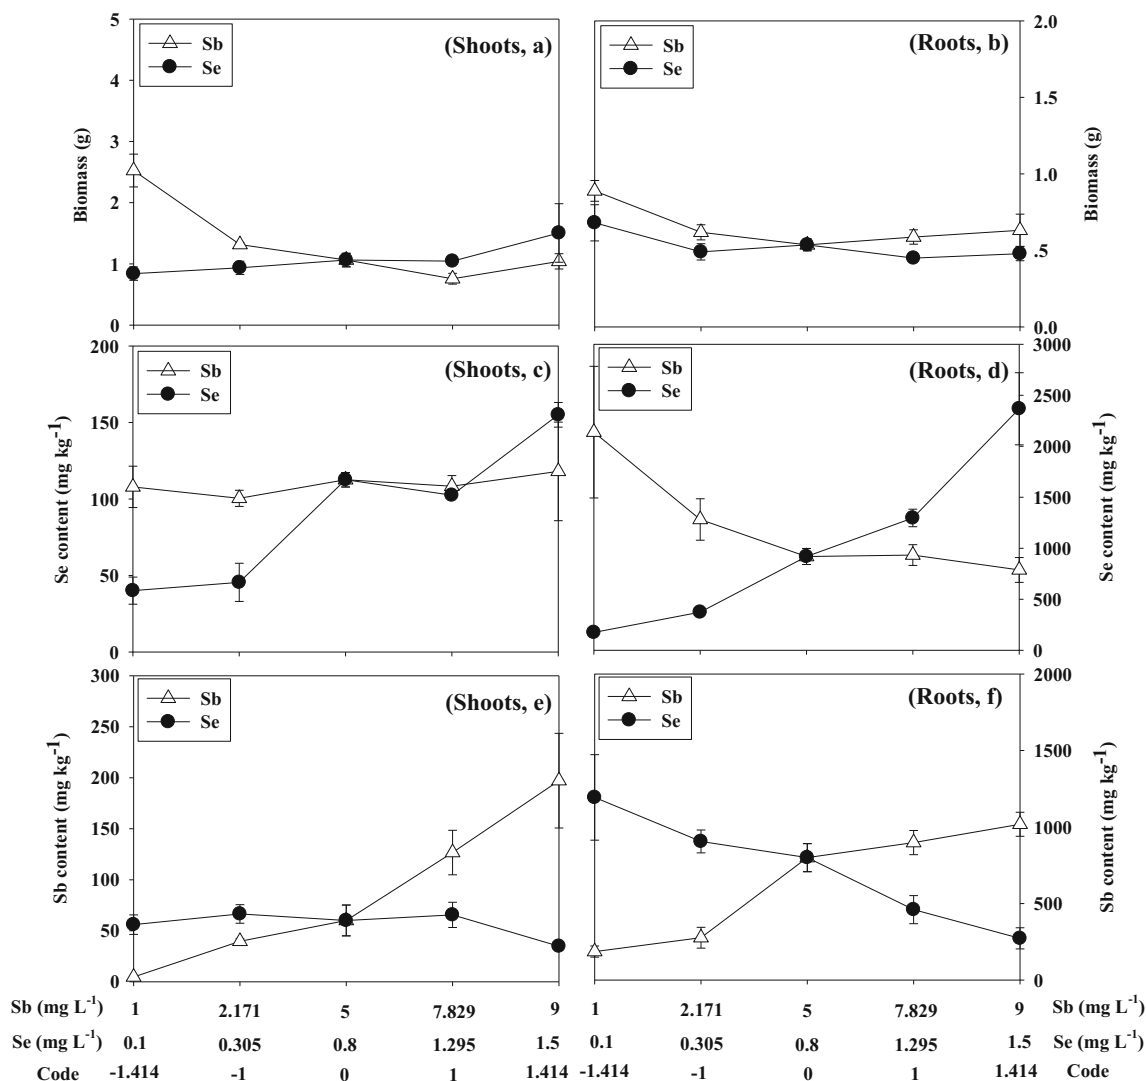 (Shoots, a)
Sb
Se
Biomass (g)
5
4
3
2
1
0
(Roots, b)
Sb
Se
Biomass (g)
2.0
1.5
1.0
.5
0.0
(Shoots, c)
Sb
Se
Se content (mg kg-1)
200
150
100
50
0
(Roots, d)
Sb
Se
Se content (mg kg-1)
3000
2500
2000
1500
1000
500
0
(Shoots, e)
Sb
Se
Sb content (mg kg-1)
300
250
200
150
100
50
0
(Roots, f)
Sb
Se
Sb content (mg kg-1)
2000
1500
1000
500
0
Sb (mg L-1) 1 2.171 5 7.829 9 1 2.171 5 7.829 9 Sb (mg L-1)
Se (mg L-1) 0.1 0.305 0.8 1.295 1.5 0.1 0.305 0.8 1.295 1.5 Se (mg L-1)
Code -1.414 -1 0 1 1.414 -1.414 -1 0 1 1.414 Code